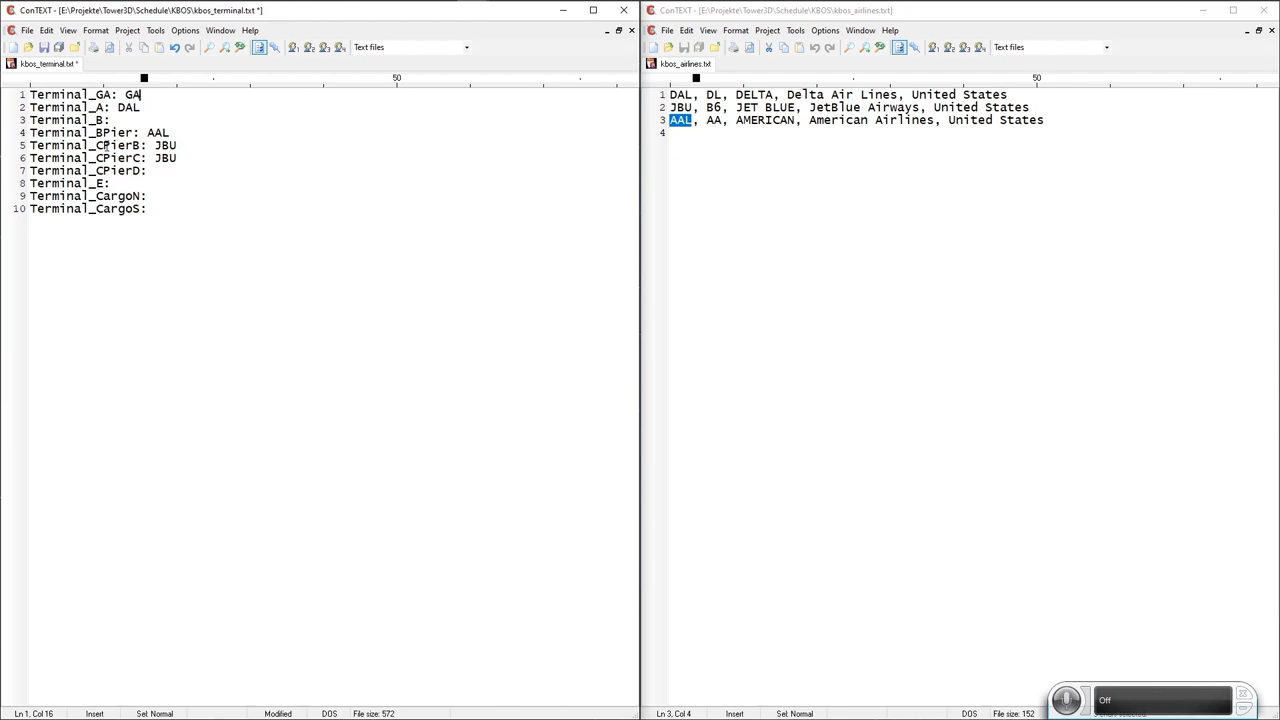 ConTEXT - [E:\Projekte\Tower3D\Schedule\KBOS\kbos_terminal.txt *]
File Edit View Format Project Tools Options Window Help
Text files
kbos_terminal.txt *
50
1 Terminal_GA: GA
2 Terminal_A: DAL
3 Terminal_B:
4 Terminal_BPier: AAL
5 Terminal_CPierB: JBU
6 Terminal_CPierC: JBU
7 Terminal_CPierD:
8 Terminal_E:
9 Terminal_CargoN:
10 Terminal_CargoS:
Ln 1, Col 16 Insert Sel: Normal Modified DOS File size: 572
ConTEXT - [E:\Projekte\Tower3D\Schedule\KBOS\kbos_airlines.txt]
File Edit View Format Project Tools Options Window Help
Text files
kbos_airlines.txt
50
1 DAL, DL, DELTA, Delta Air Lines, United States
2 JBU, B6, JET BLUE, JetBlue Airways, United States
3 AAL, AA, AMERICAN, American Airlines, United States
4
Ln 3, Col 4 Insert Sel: Normal DOS File size: 152
Off